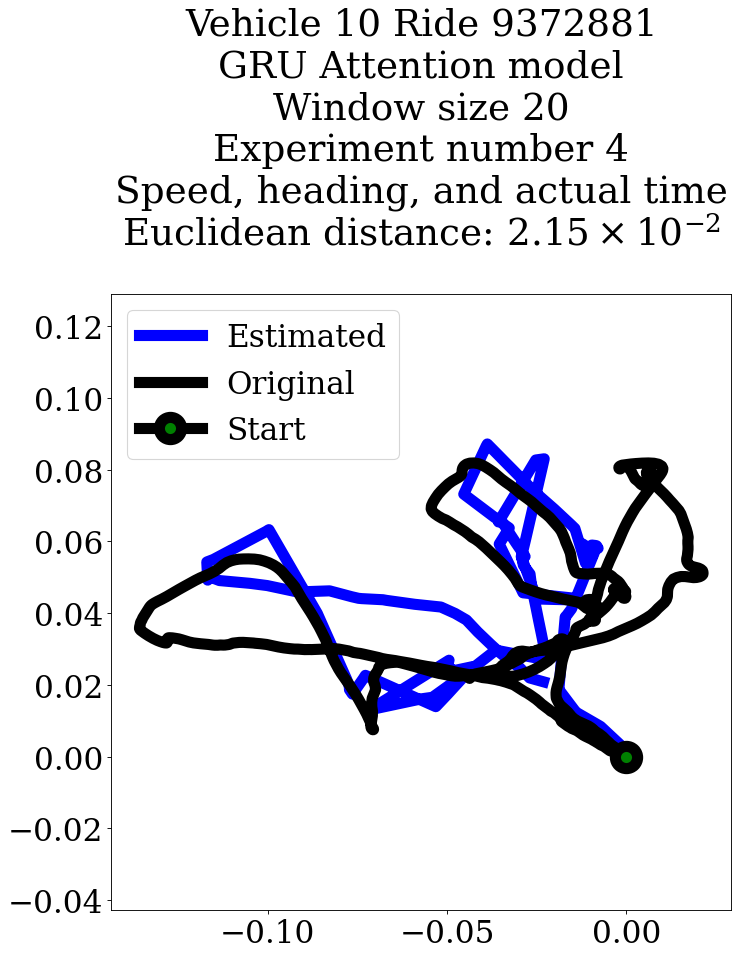 Vehicle 10 Ride 9372881
GRU Attention model
Window size 20
Experiment number 4
Speed, heading, and actual time
Euclidean distance: 2.15 × 10⁻²
Estimated
Original
Start
0.12
0.10
0.08
0.06
0.04
0.02
0.00
−0.02
−0.04
−0.10
−0.05
0.00